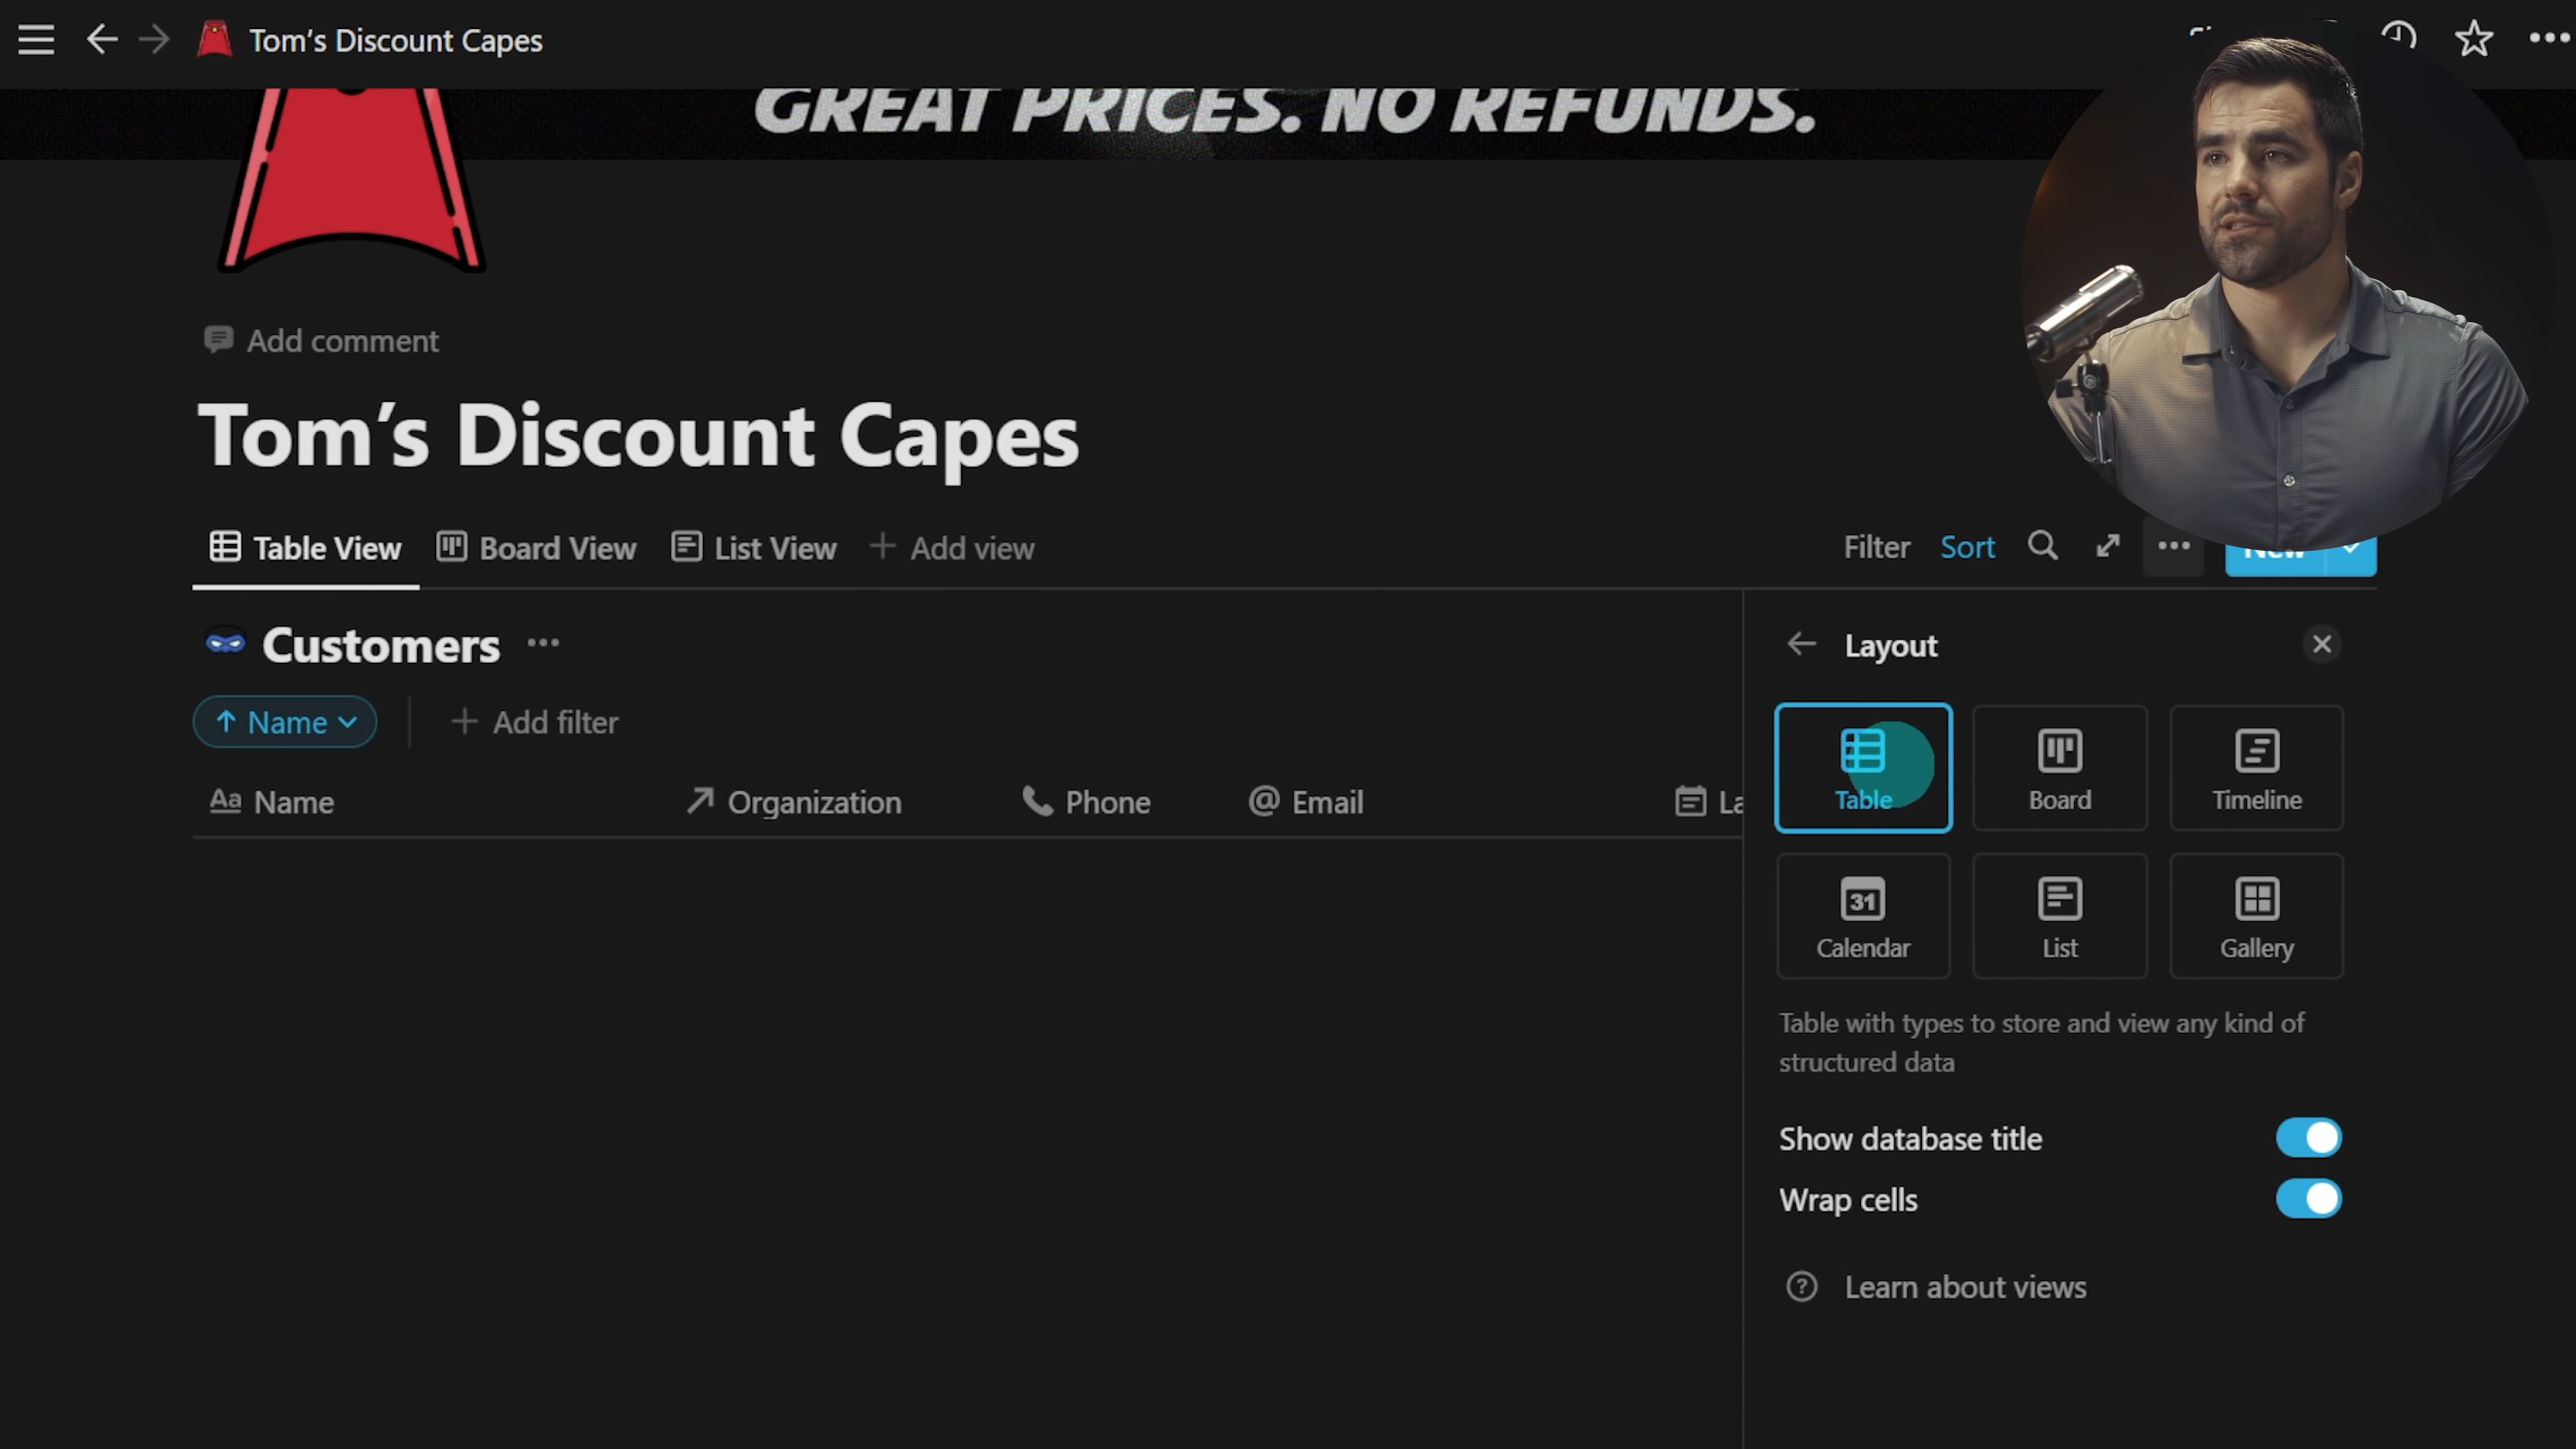 Tom's Discount Capes
GREAT PRICES. NO REFUNDS.
Add comment
Tom's Discount Capes
Table View
Board View
List View
Add view
Filter
Sort
New
Customers
Name
Add filter
Aa Name
Organization
Phone
@ Email
Layout
Table
Board
Timeline
31
Calendar
List
Gallery
Table with types to store and view any kind of
structured data
Show database title
Wrap cells
Learn about views